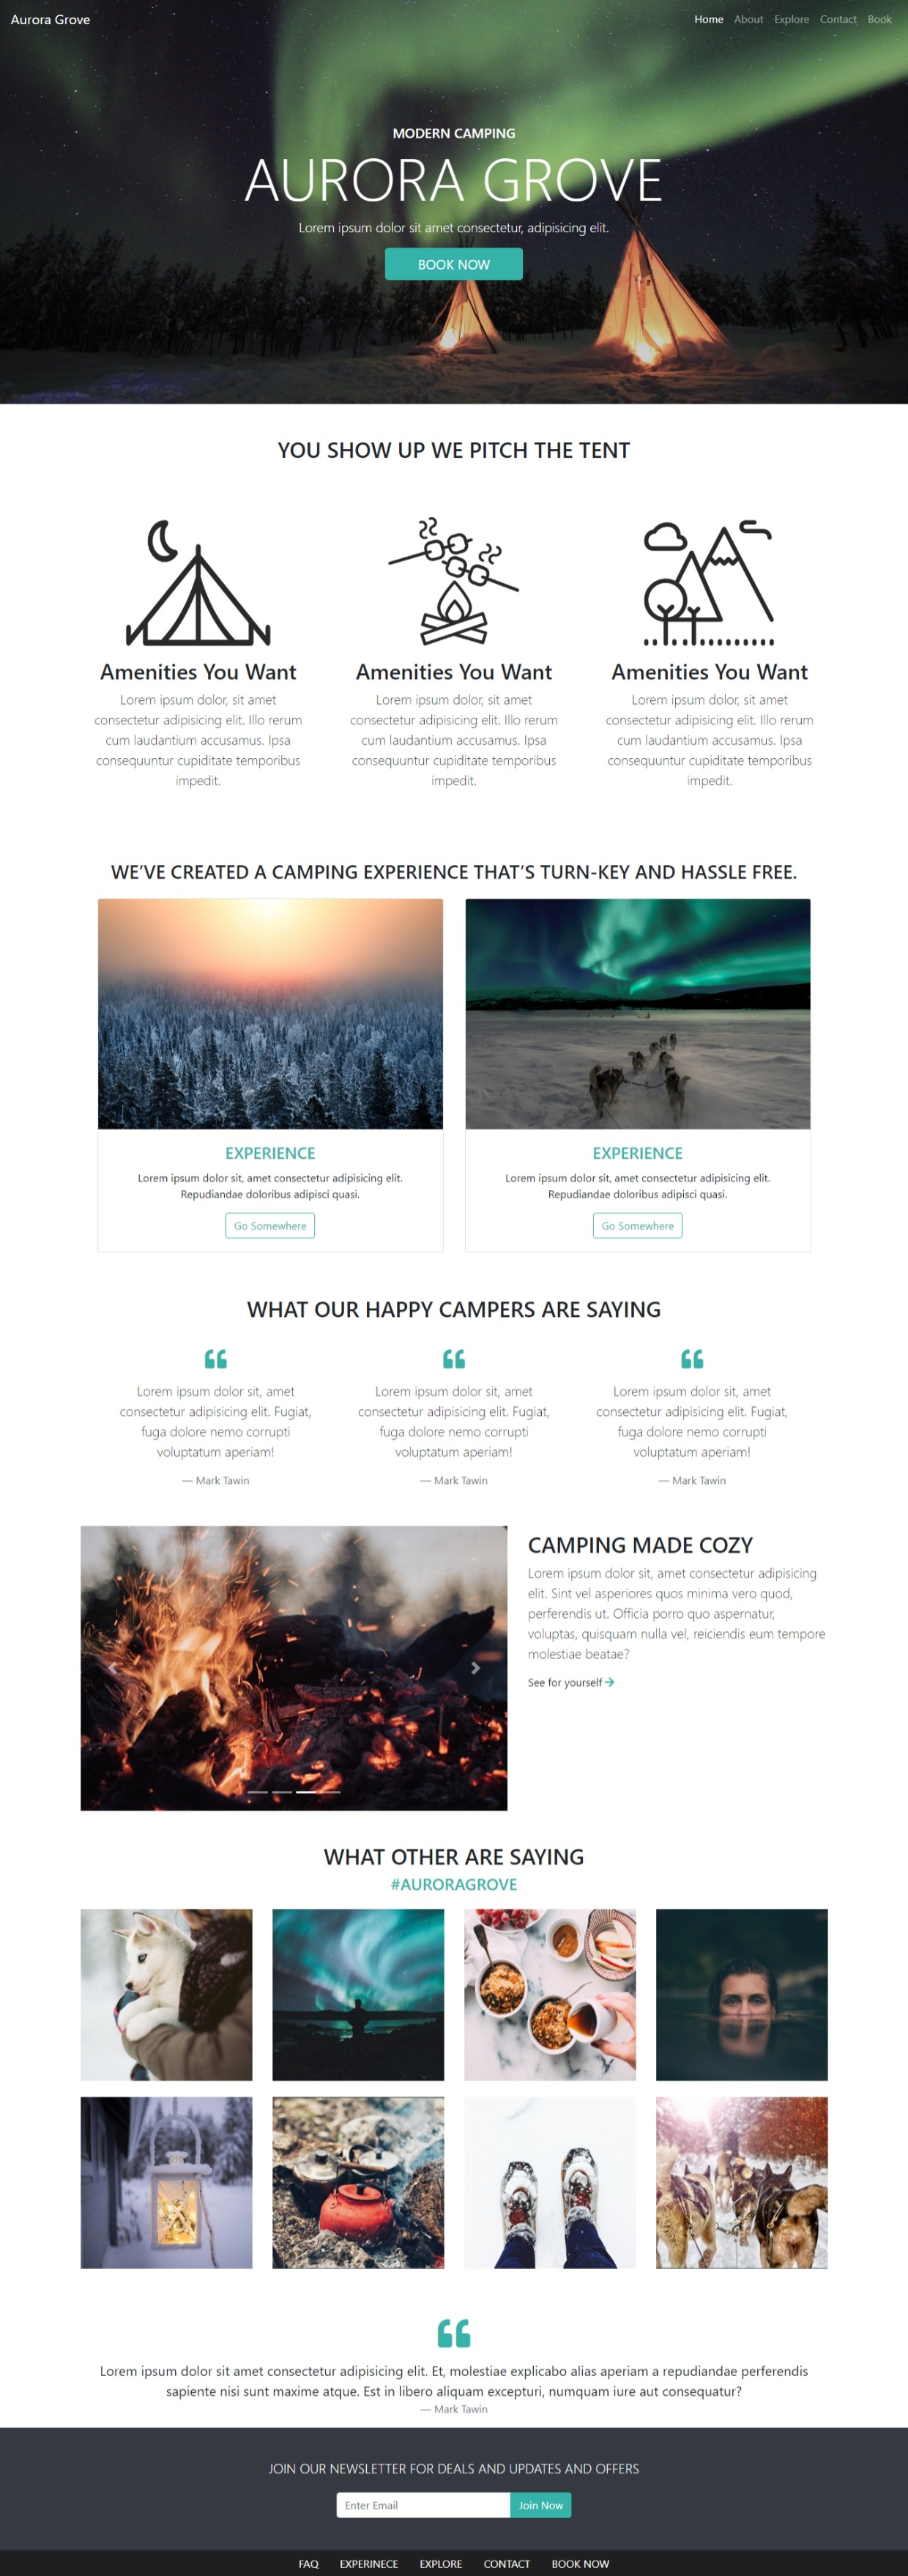 Aurora Grove
Home About Explore Contact Book
MODERN CAMPING
AURORA GROVE
Lorem ipsum dolor sit amet consectetur, adipisicing elit.
BOOK NOW
YOU SHOW UP WE PITCH THE TENT
Amenities You Want
Lorem ipsum dolor, sit amet
consectetur adipisicing elit. Illo rerum
cum laudantium accusamus. Ipsa
consequuntur cupiditate temporibus
impedit.
Amenities You Want
Lorem ipsum dolor, sit amet
consectetur adipisicing elit. Illo rerum
cum laudantium accusamus. Ipsa
consequuntur cupiditate temporibus
impedit.
Amenities You Want
Lorem ipsum dolor, sit amet
consectetur adipisicing elit. Illo rerum
cum laudantium accusamus. Ipsa
consequuntur cupiditate temporibus
impedit.
WE'VE CREATED A CAMPING EXPERIENCE THAT'S TURN-KEY AND HASSLE FREE.
EXPERIENCE
Lorem ipsum dolor sit, amet consectetur adipisicing elit.
Repudiandae doloribus adipisci quasi.
Go Somewhere
EXPERIENCE
Lorem ipsum dolor sit, amet consectetur adipisicing elit.
Repudiandae doloribus adipisci quasi.
Go Somewhere
WHAT OUR HAPPY CAMPERS ARE SAYING
Lorem ipsum dolor sit, amet
consectetur adipisicing elit. Fugiat,
fuga dolore nemo corrupti
voluptatum aperiam!
— Mark Tawin
Lorem ipsum dolor sit, amet
consectetur adipisicing elit. Fugiat,
fuga dolore nemo corrupti
voluptatum aperiam!
— Mark Tawin
Lorem ipsum dolor sit, amet
consectetur adipisicing elit. Fugiat,
fuga dolore nemo corrupti
voluptatum aperiam!
— Mark Tawin
CAMPING MADE COZY
Lorem ipsum dolor sit, amet consectetur adipisicing
elit. Sint vel asperiores quos minima vero quod,
perferendis ut. Officia porro quo aspernatur,
voluptas, quisquam nulla vel, reiciendis eum tempore
molestiae beatae?
See for yourself
WHAT OTHER ARE SAYING
#AURORAGROVE
Lorem ipsum dolor sit amet consectetur adipisicing elit. Et, molestiae explicabo alias aperiam a repudiandae perferendis
sapiente nisi sunt maxime atque. Est in libero aliquam excepturi, numquam iure aut consequatur?
— Mark Tawin
JOIN OUR NEWSLETTER FOR DEALS AND UPDATES AND OFFERS
Enter Email Join Now
FAQ EXPERINECE EXPLORE CONTACT BOOK NOW